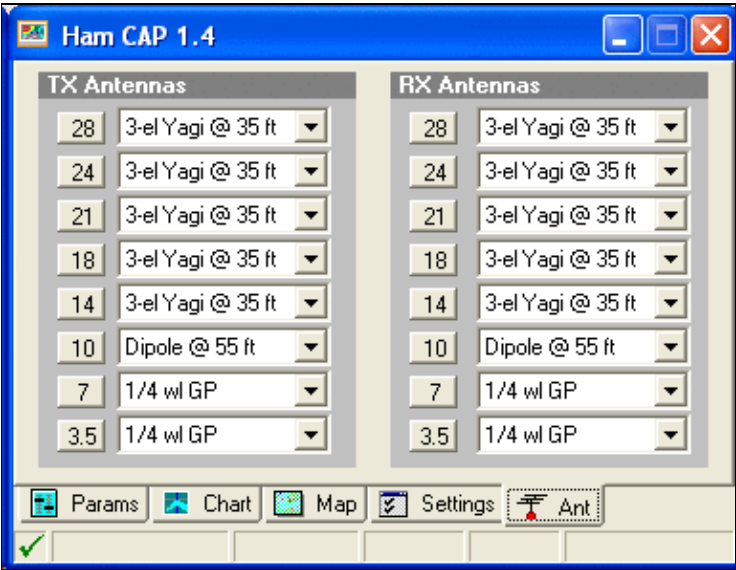 Ham CAP 1.4
TX Antennas
28 3-el Yagi @ 35 ft
24 3-el Yagi @ 35 ft
21 3-el Yagi @ 35 ft
18 3-el Yagi @ 35 ft
14 3-el Yagi @ 35 ft
10 Dipole @ 55 ft
7 1/4 wl GP
3.5 1/4 wl GP
RX Antennas
28 3-el Yagi @ 35 ft
24 3-el Yagi @ 35 ft
21 3-el Yagi @ 35 ft
18 3-el Yagi @ 35 ft
14 3-el Yagi @ 35 ft
10 Dipole @ 55 ft
7 1/4 wl GP
3.5 1/4 wl GP
Params Chart Map Settings Ant